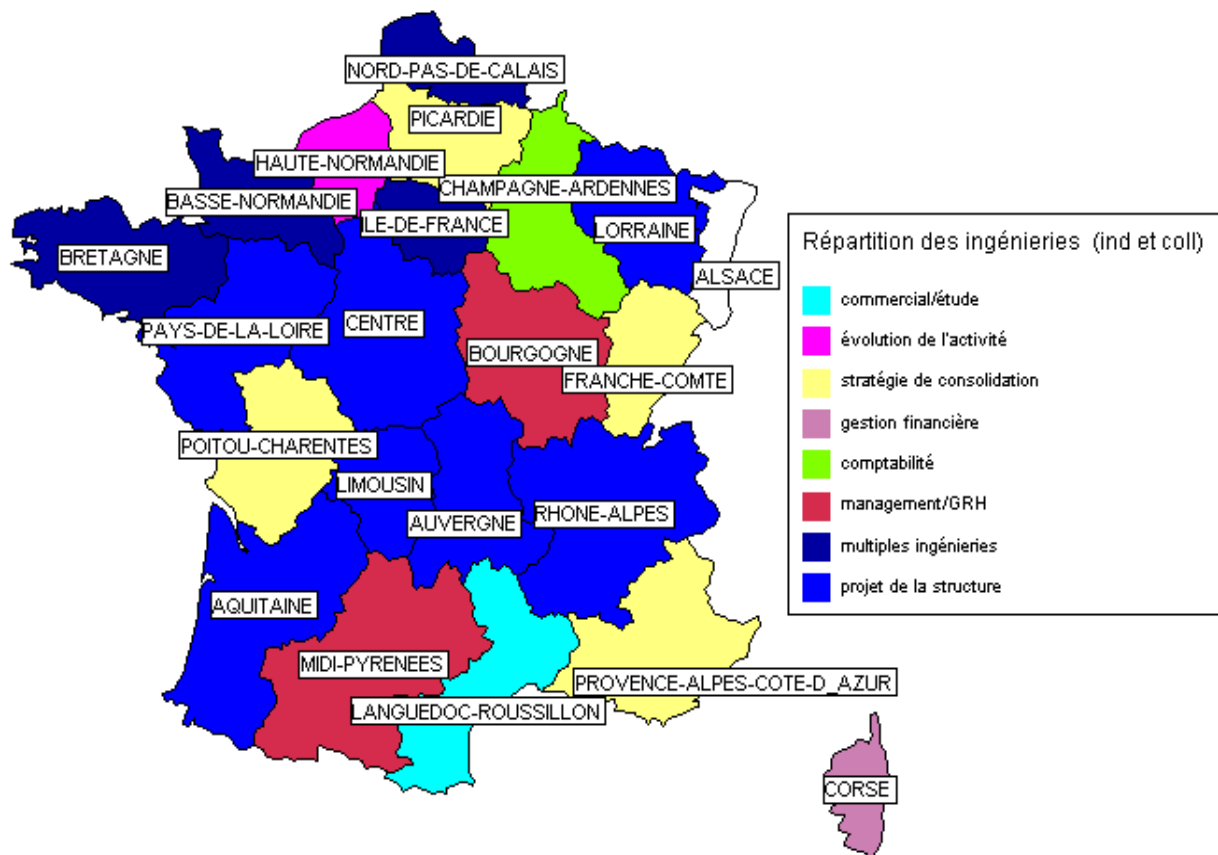 NORD-PAS-DE-CALAIS
PICARDIE
HAUTE-NORMANDIE
CHAMPAGNE-ARDENNES
BASSE-NORMANDIE
ILE-DE-FRANCE
LORRAINE
BRETAGNE
ALSACE
PAYS-DE-LA-LOIRE
CENTRE
BOURGOGNE
FRANCHE-COMTE
POITOU-CHARENTES
LIMOUSIN
AUVERGNE
RHONE-ALPES
AQUITAINE
MIDI-PYRENEES
PROVENCE-ALPES-COTE-D_AZUR
LANGUEDOC-ROUSSILLON
CORSE
Répartition des ingénieries (ind et coll)
commercial/étude
évolution de l'activité
stratégie de consolidation
gestion financière
comptabilité
management/GRH
multiples ingénieries
projet de la structure